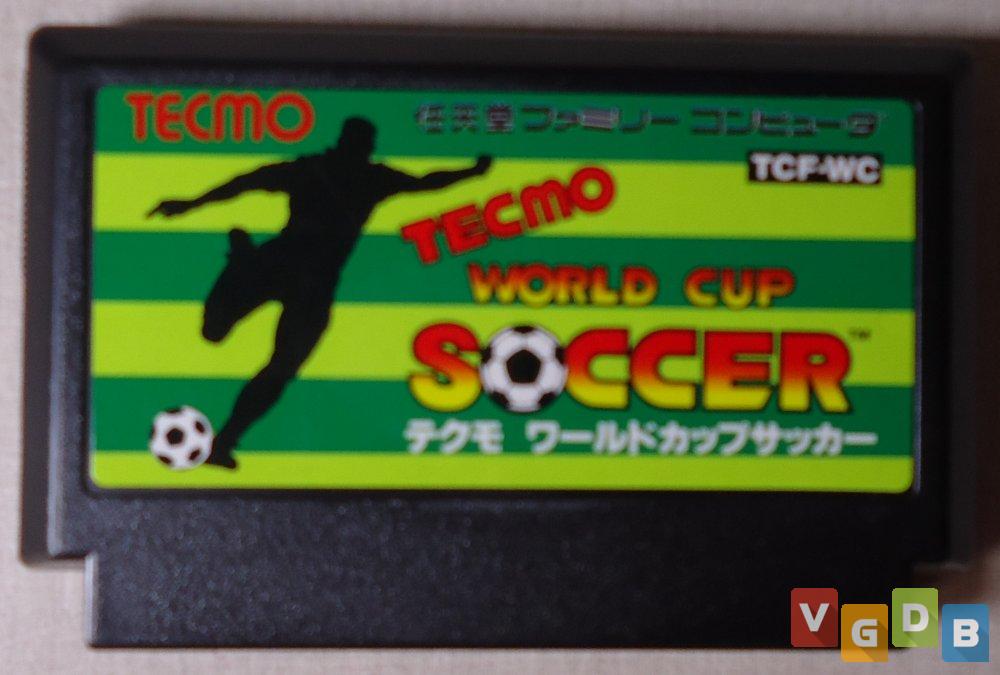 TECMO
任天堂ファミリーコンピュータ
TCF-WC
TECMO
WORLD CUP
SOCCER™
テクモ ワールドカップサッカー
VGDB